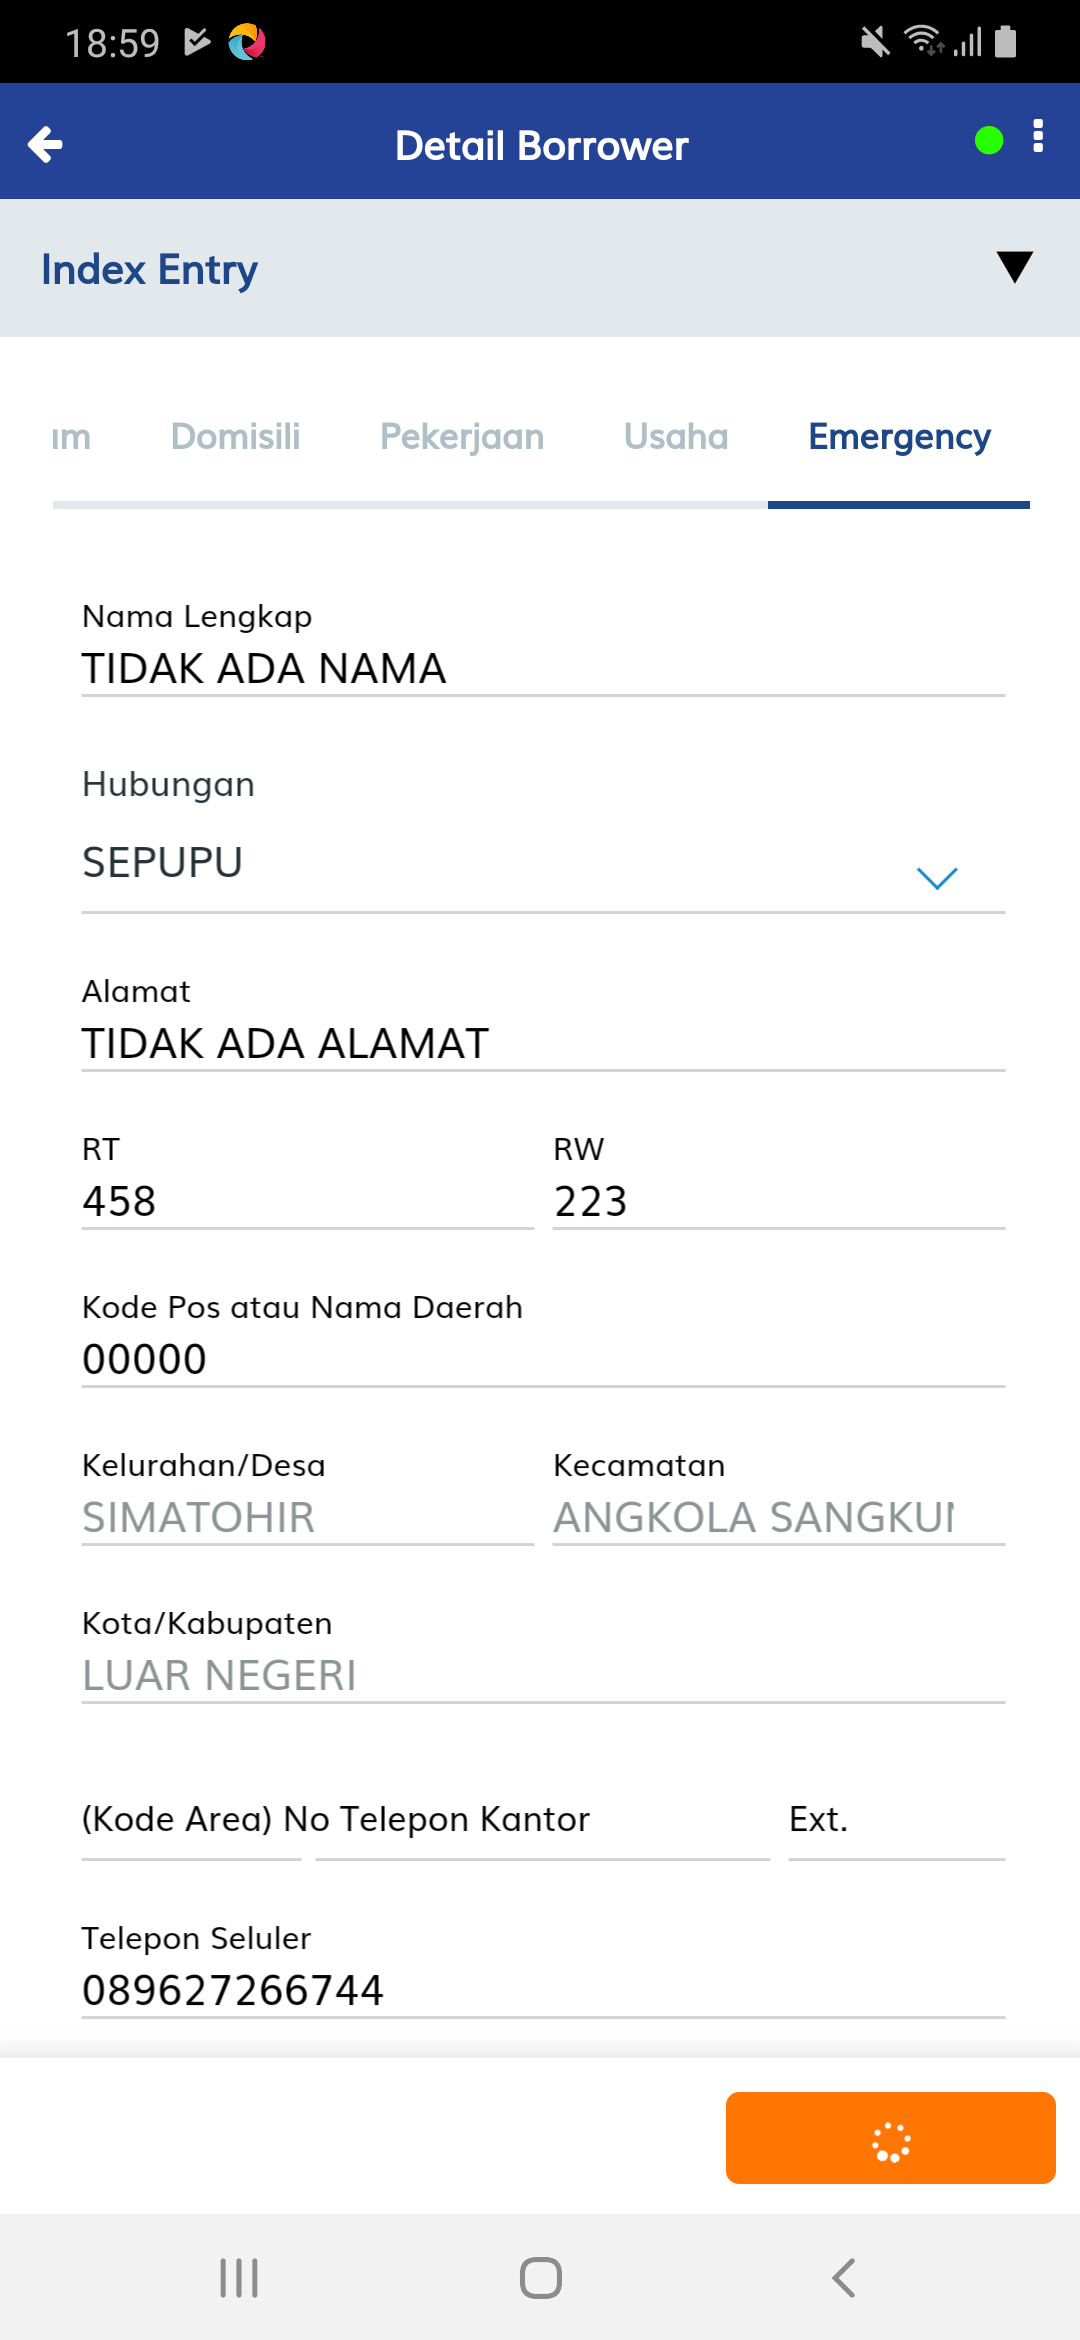 18:59
Detail Borrower
Index Entry
Domisili Pekerjaan Usaha Emergency
Nama Lengkap
TIDAK ADA NAMA
Hubungan
SEPUPU
Alamat
TIDAK ADA ALAMAT
RT RW
458 223
Kode Pos atau Nama Daerah
00000
Kelurahan/Desa Kecamatan
SIMATOHIR ANGKOLA
Kota/Kabupaten
LUAR NEGERI
(Kode Area) No Telepon Kantor Ext.
Telepon Seluler
089627266744